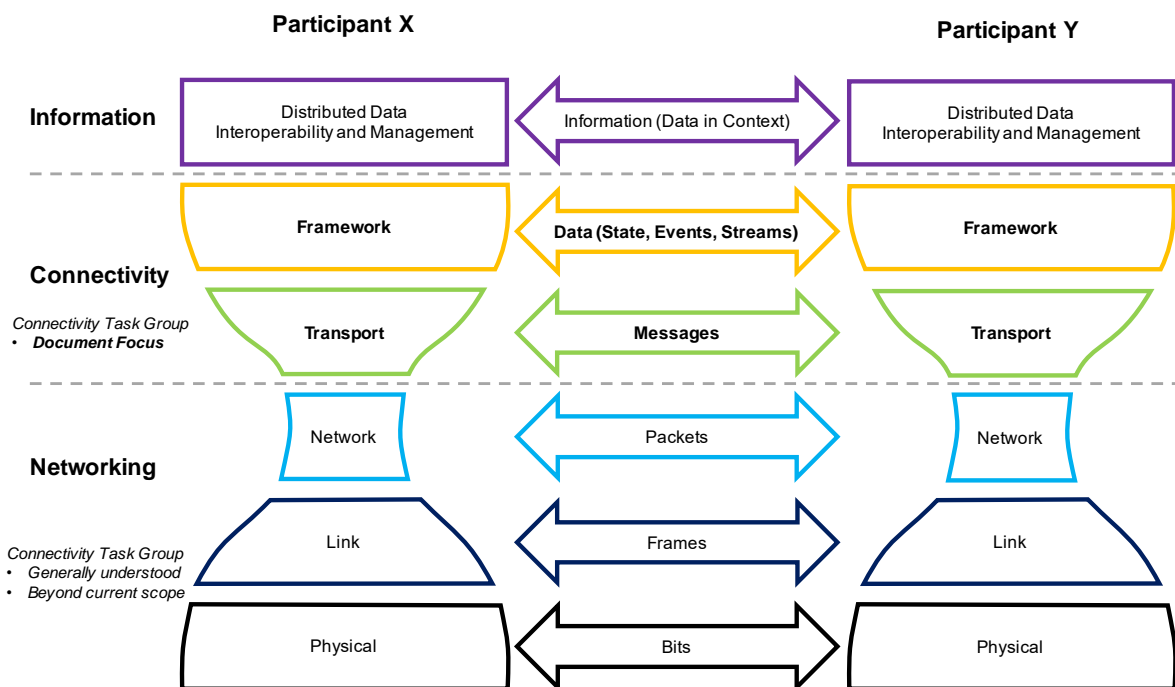 Participant X
Participant Y
Information
Distributed Data
Interoperability and Management
Information (Data in Context)
Distributed Data
Interoperability and Management
Framework
Data (State, Events, Streams)
Framework
Connectivity
Connectivity Task Group
• Document Focus
Transport
Messages
Transport
Network
Packets
Network
Networking
Link
Frames
Link
Connectivity Task Group
• Generally understood
• Beyond current scope
Physical
Bits
Physical